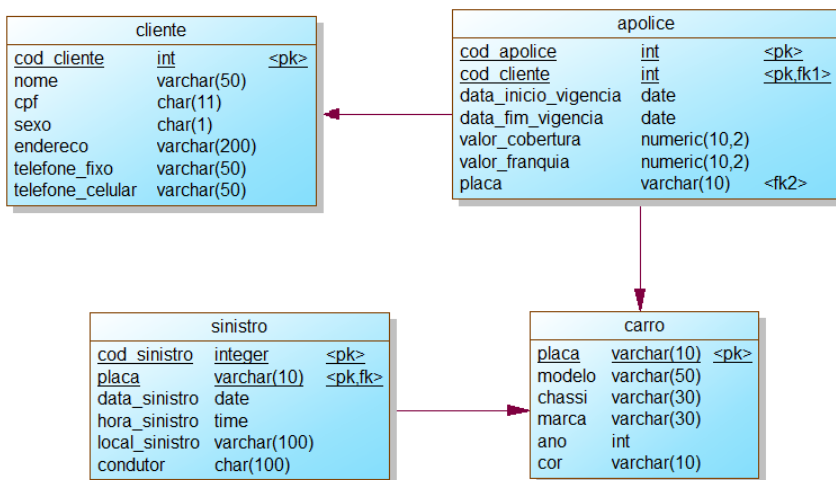 cliente
cod_cliente int <pk>
nome varchar(50)
cpf char(11)
sexo char(1)
endereco varchar(200)
telefone_fixo varchar(50)
telefone_celular varchar(50)
apolice
cod_apolice int <pk>
cod_cliente int <pk,fk1>
data_inicio_vigencia date
data_fim_vigencia date
valor_cobertura numeric(10,2)
valor_franquia numeric(10,2)
placa varchar(10) <fk2>
sinistro
cod_sinistro integer <pk>
placa varchar(10) <pk,fk>
data_sinistro date
hora_sinistro time
local_sinistro varchar(100)
condutor char(100)
carro
placa varchar(10) <pk>
modelo varchar(50)
chassi varchar(30)
marca varchar(30)
ano int
cor varchar(10)